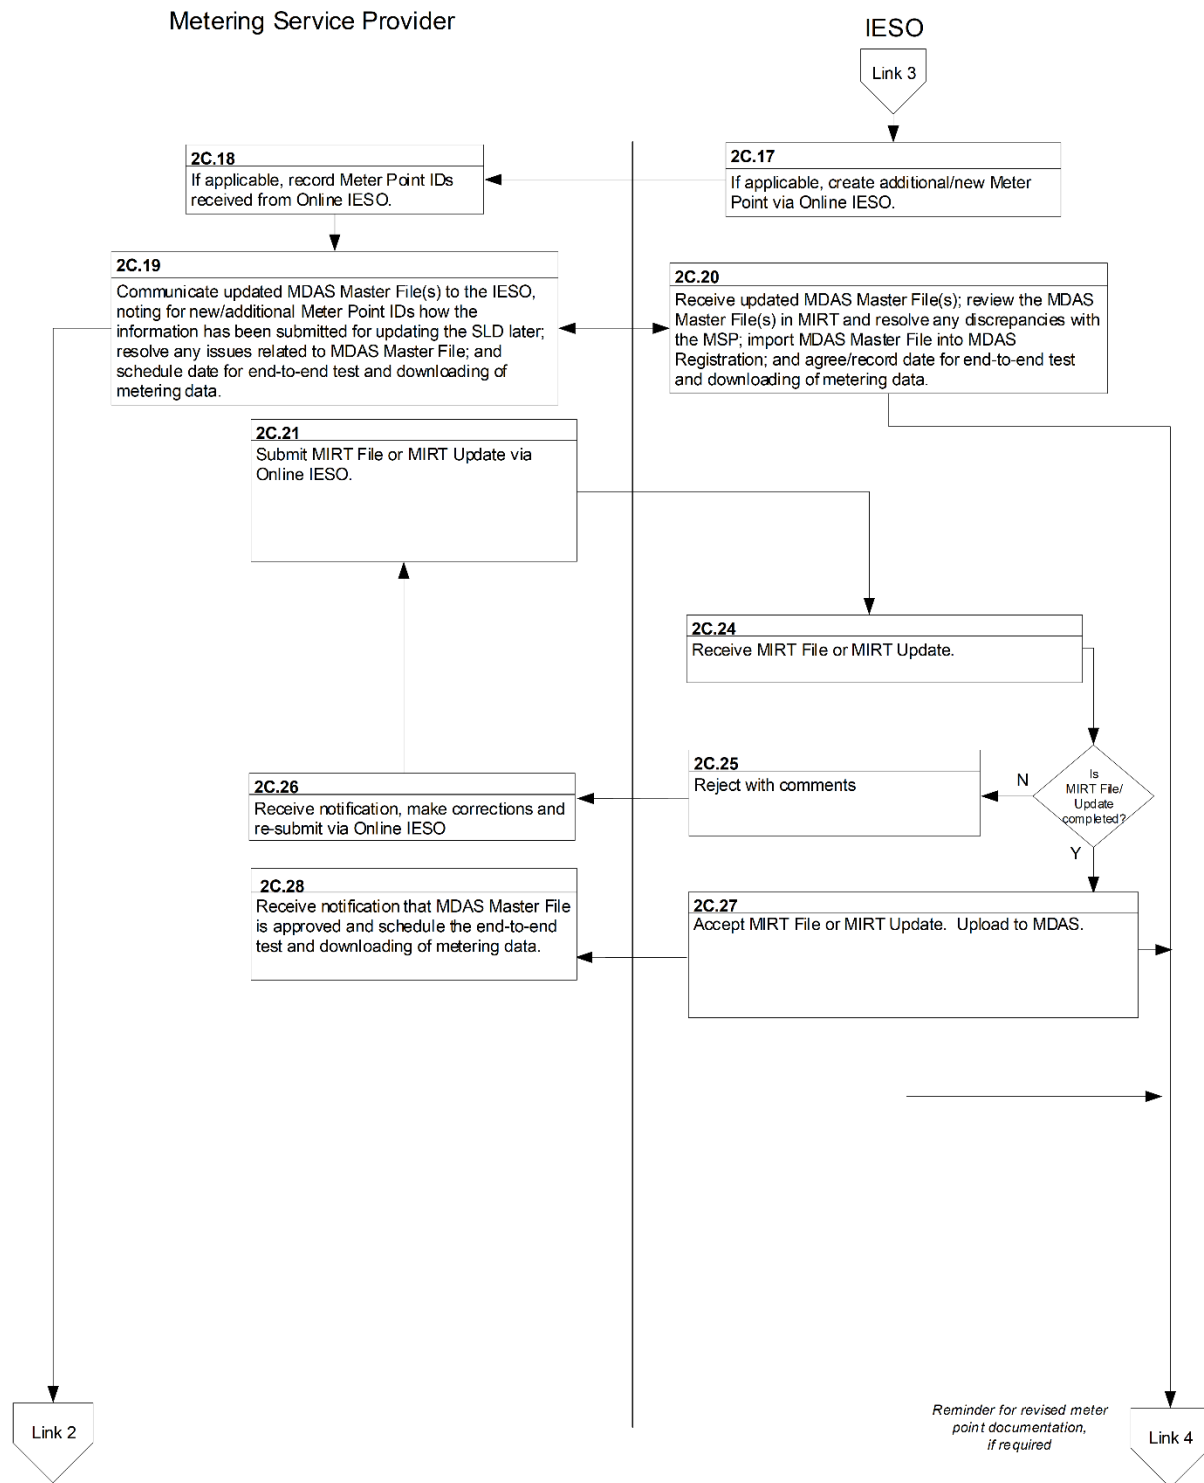 Metering Service Provider
IESO
Link 3
2C.18
If applicable, record Meter Point IDs
received from Online IESO.
2C.17
If applicable, create additional/new Meter
Point via Online IESO.
2C.19
Communicate updated MDAS Master File(s) to the IESO,
noting for new/additional Meter Point IDs how the
information has been submitted for updating the SLD later;
resolve any issues related to MDAS Master File; and
schedule date for end-to-end test and downloading of
metering data.
2C.20
Receive updated MDAS Master File(s); review the MDAS
Master File(s) in MIRT and resolve any discrepancies with
the MSP; import MDAS Master File into MDAS
Registration; and agree/record date for end-to-end test
and downloading of metering data.
2C.21
Submit MIRT File or MIRT Update via
Online IESO.
2C.24
Receive MIRT File or MIRT Update.
2C.25
Reject with comments
N
Is
MIRT File/
Update
completed?
Y
2C.26
Receive notification, make corrections and
re-submit via Online IESO
2C.28
Receive notification that MDAS Master File
is approved and schedule the end-to-end
test and downloading of metering data.
2C.27
Accept MIRT File or MIRT Update.  Upload to MDAS.
Link 2
Reminder for revised meter
point documentation,
if required
Link 4